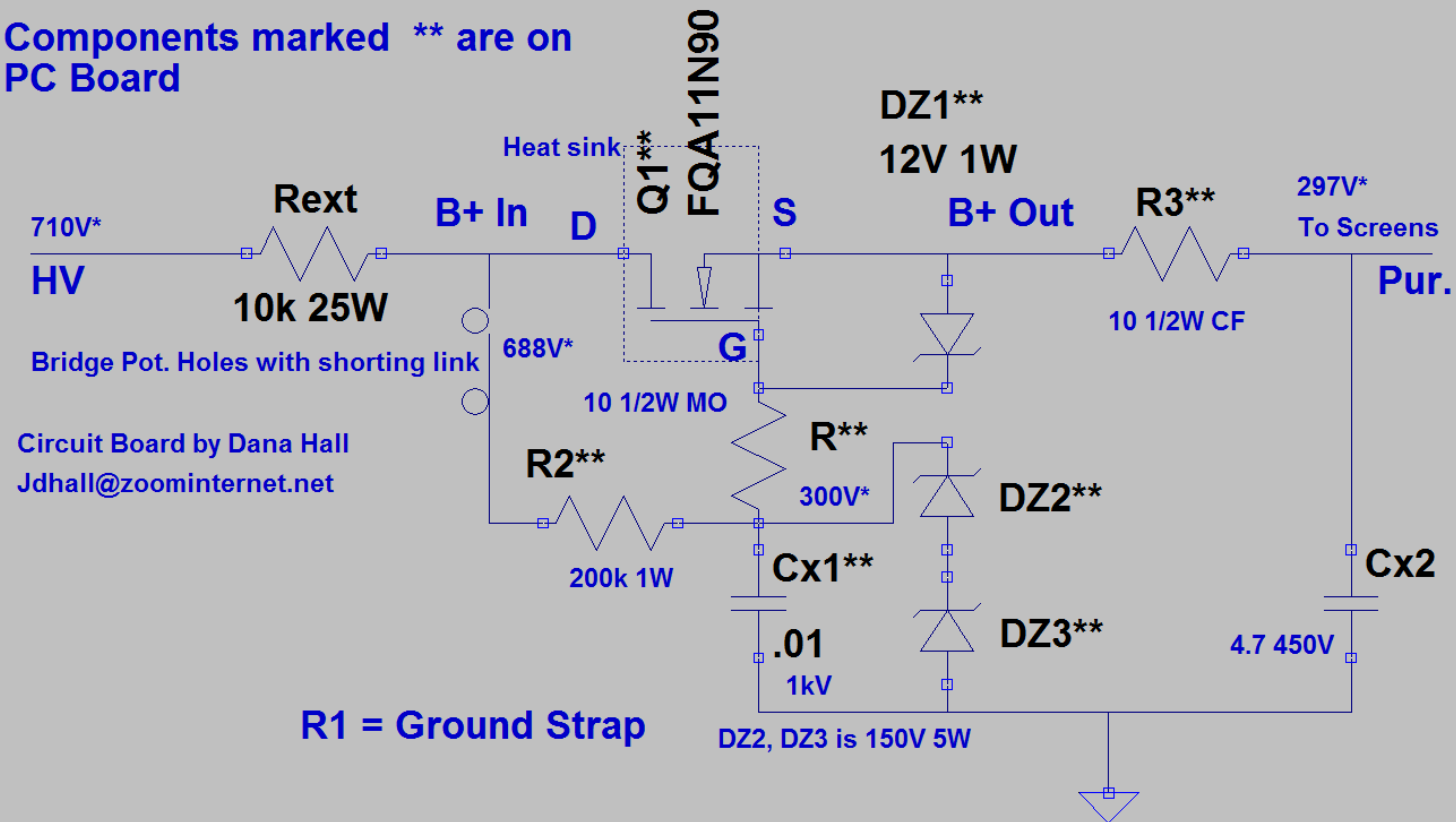 Components marked ** are on
PC Board
Q1**
FQA11N90
Heat sink
DZ1**
12V 1W
710V*
HV
Rext
10k 25W
B+ In
D
S
G
B+ Out
R3**
10 1/2W CF
297V*
To Screens
Pur.
Bridge Pot. Holes with shorting link
688V*
10 1/2W MO
Circuit Board by Dana Hall
Jdhall@zoominternet.net
R2**
200k 1W
R**
300V*
DZ2**
Cx1**
.01
1kV
DZ3**
Cx2
4.7 450V
R1 = Ground Strap
DZ2, DZ3 is 150V 5W